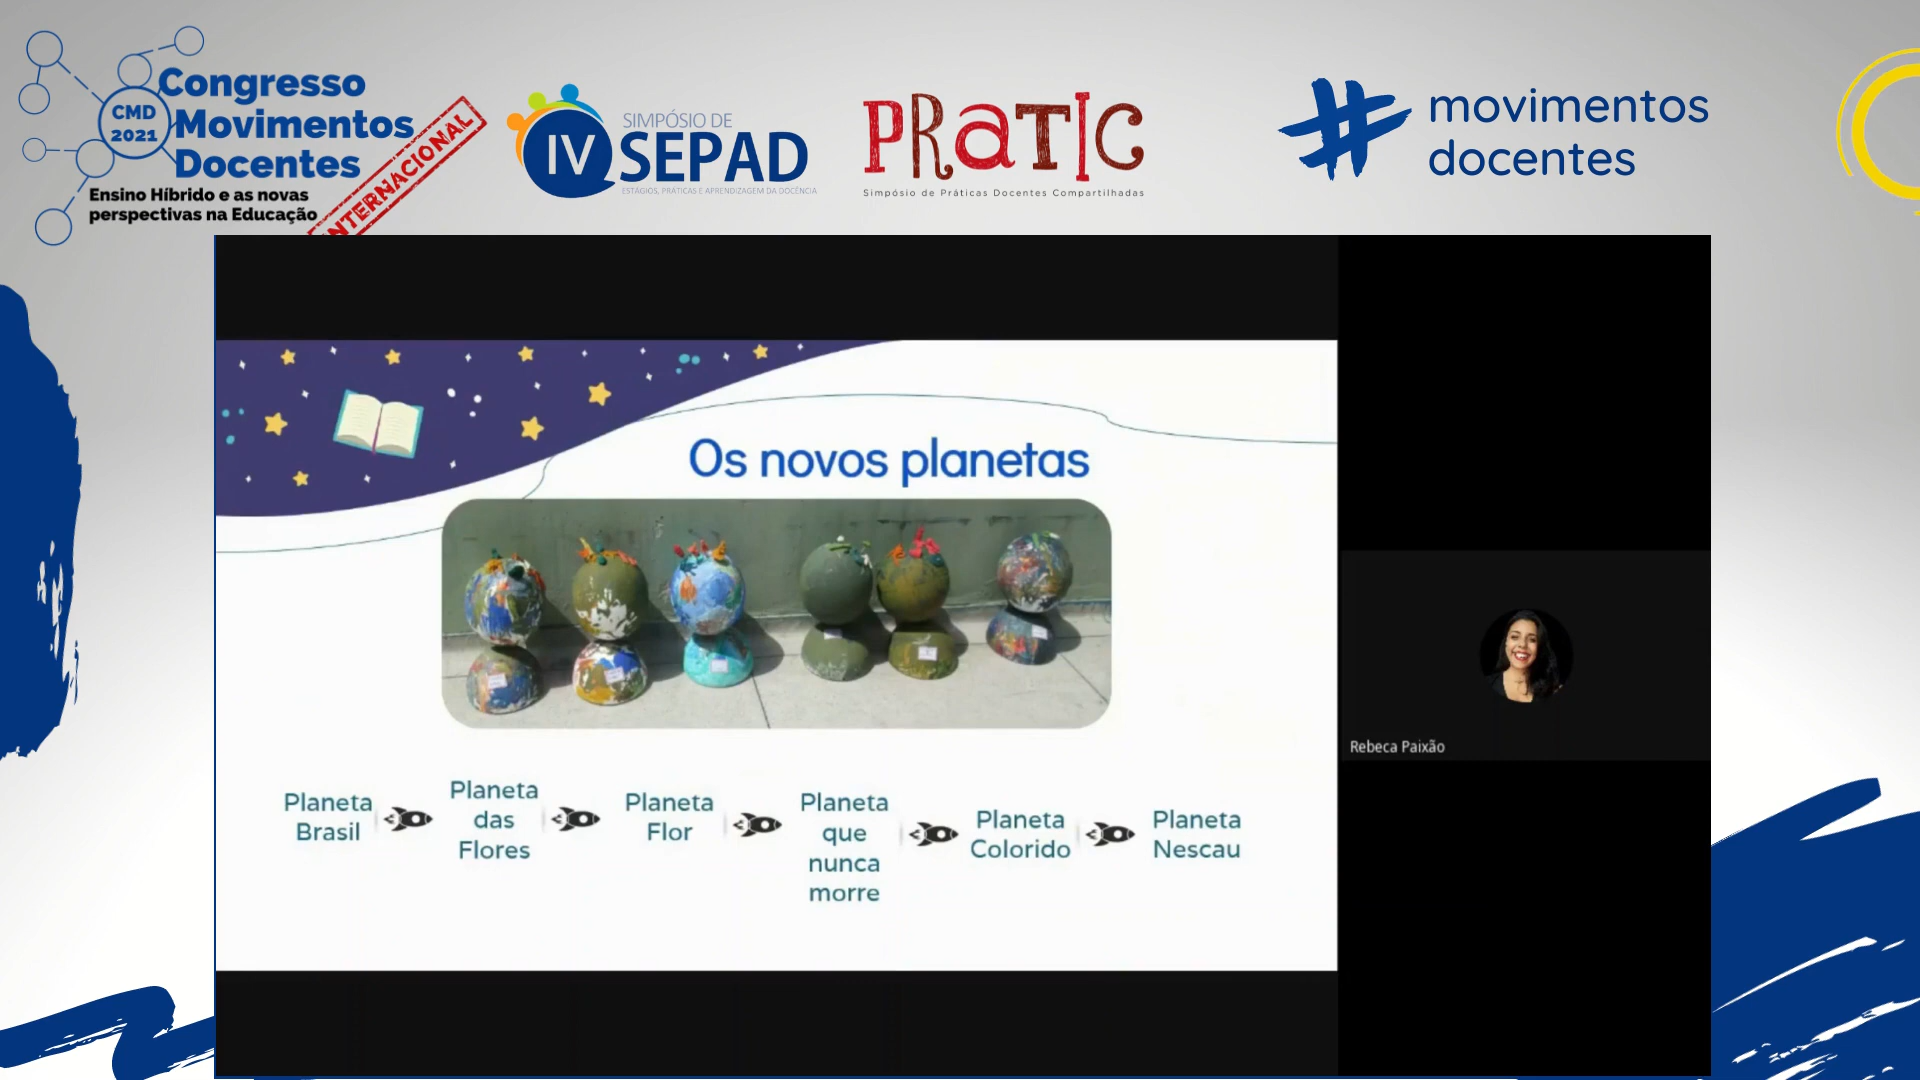 Congresso
Movimentos
Docentes
CMD
2021
INTERNACIONAL
Ensino Híbrido e as novas
perspectivas na Educação
IV
SIMPÓSIO DE
SEPAD
ESTÁGIOS, PRÁTICAS E APRENDIZAGEM DA DOCÊNCIA
PRATIC
Simpósio de Práticas Docentes Compartilhadas
# movimentos
docentes
Os novos planetas
Planeta
Brasil
Planeta
das
Flores
Planeta
Flor
Planeta
que
nunca
morre
Planeta
Colorido
Planeta
Nescau
Rebeca Paixão